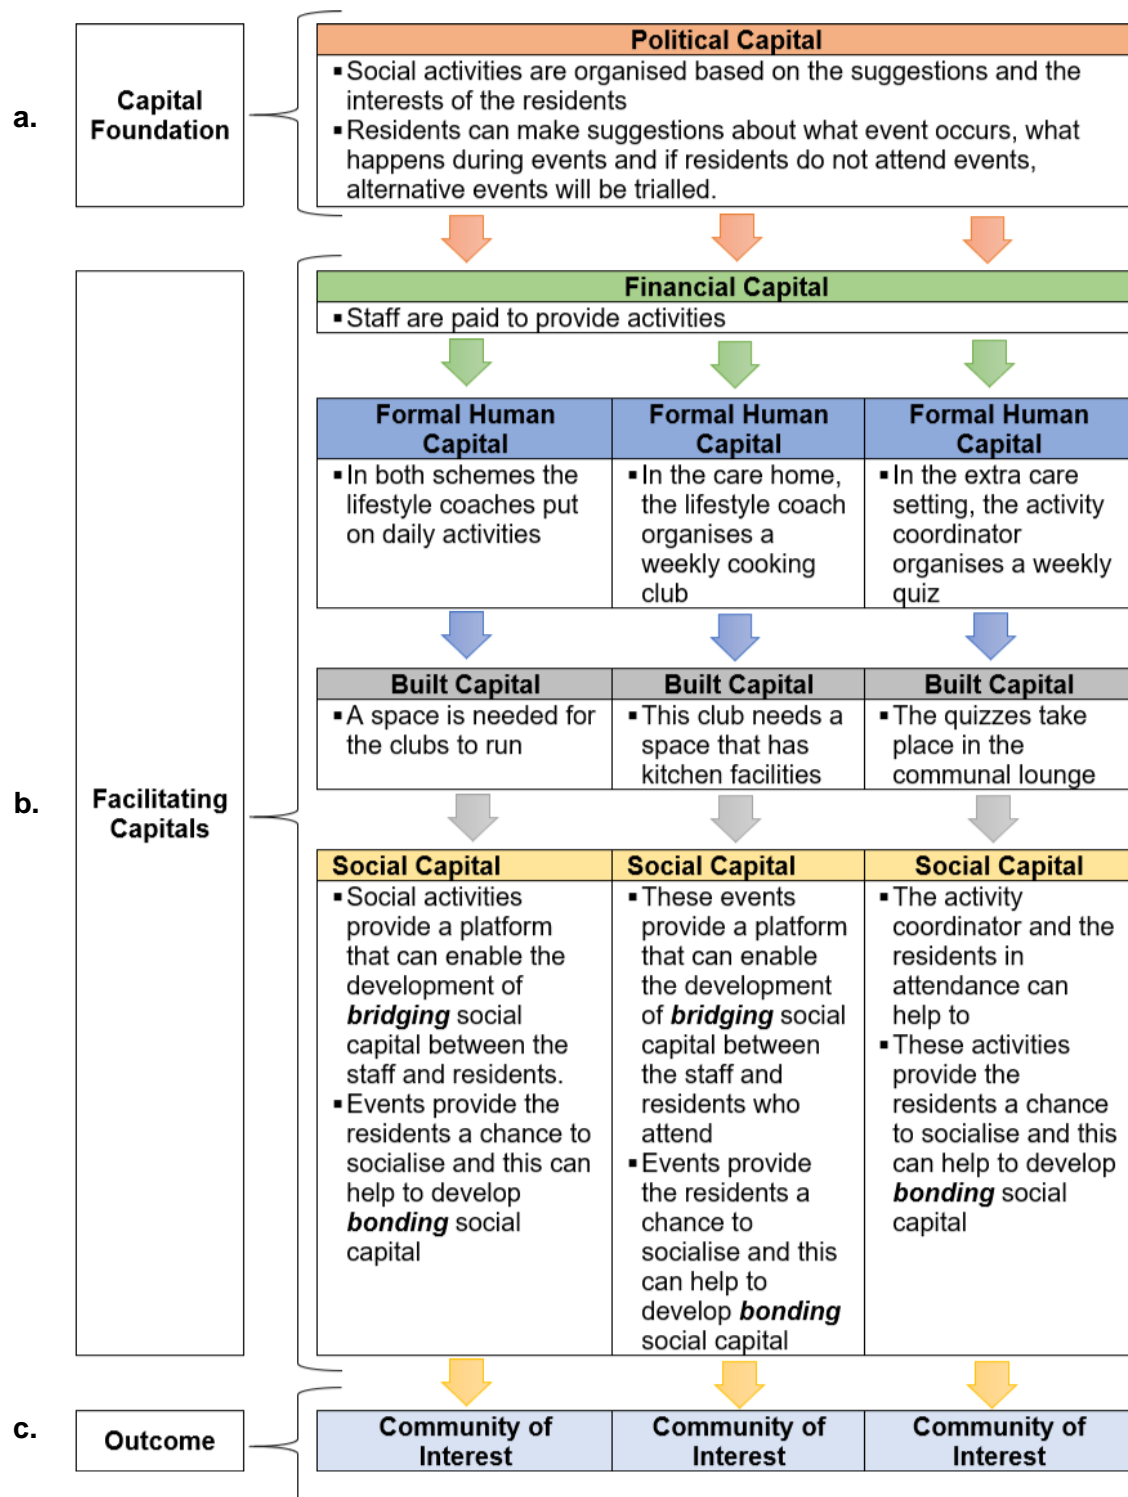 a.
Capital
Foundation
Political Capital
▪Social activities are organised based on the suggestions and the
interests of the residents
▪Residents can make suggestions about what event occurs, what
happens during events and if residents do not attend events,
alternative events will be trialled.
b.
Facilitating
Capitals
Financial Capital
▪Staff are paid to provide activities
Formal Human
Capital
▪In both schemes the
lifestyle coaches put
on daily activities
Formal Human
Capital
▪In the care home,
the lifestyle coach
organises a
weekly cooking
club
Formal Human
Capital
▪In the extra care
setting, the activity
coordinator
organises a weekly
quiz
Built Capital
▪A space is needed for
the clubs to run
Built Capital
▪This club needs a
space that has
kitchen facilities
Built Capital
▪The quizzes take
place in the
communal lounge
Social Capital
▪Social activities
provide a platform
that can enable the
development of
bridging social
capital between the
staff and residents.
▪Events provide the
residents a chance to
socialise and this can
help to develop
bonding social
capital
Social Capital
▪These events
provide a platform
that can enable
the development
of bridging social
capital between
the staff and
residents who
attend
▪Events provide
the residents a
chance to
socialise and this
can help to
develop bonding
social capital
Social Capital
▪The activity
coordinator and the
residents in
attendance can
help to
▪These activities
provide the
residents a chance
to socialise and this
can help to develop
bonding social
capital
c.
Outcome
Community of
Interest
Community of
Interest
Community of
Interest